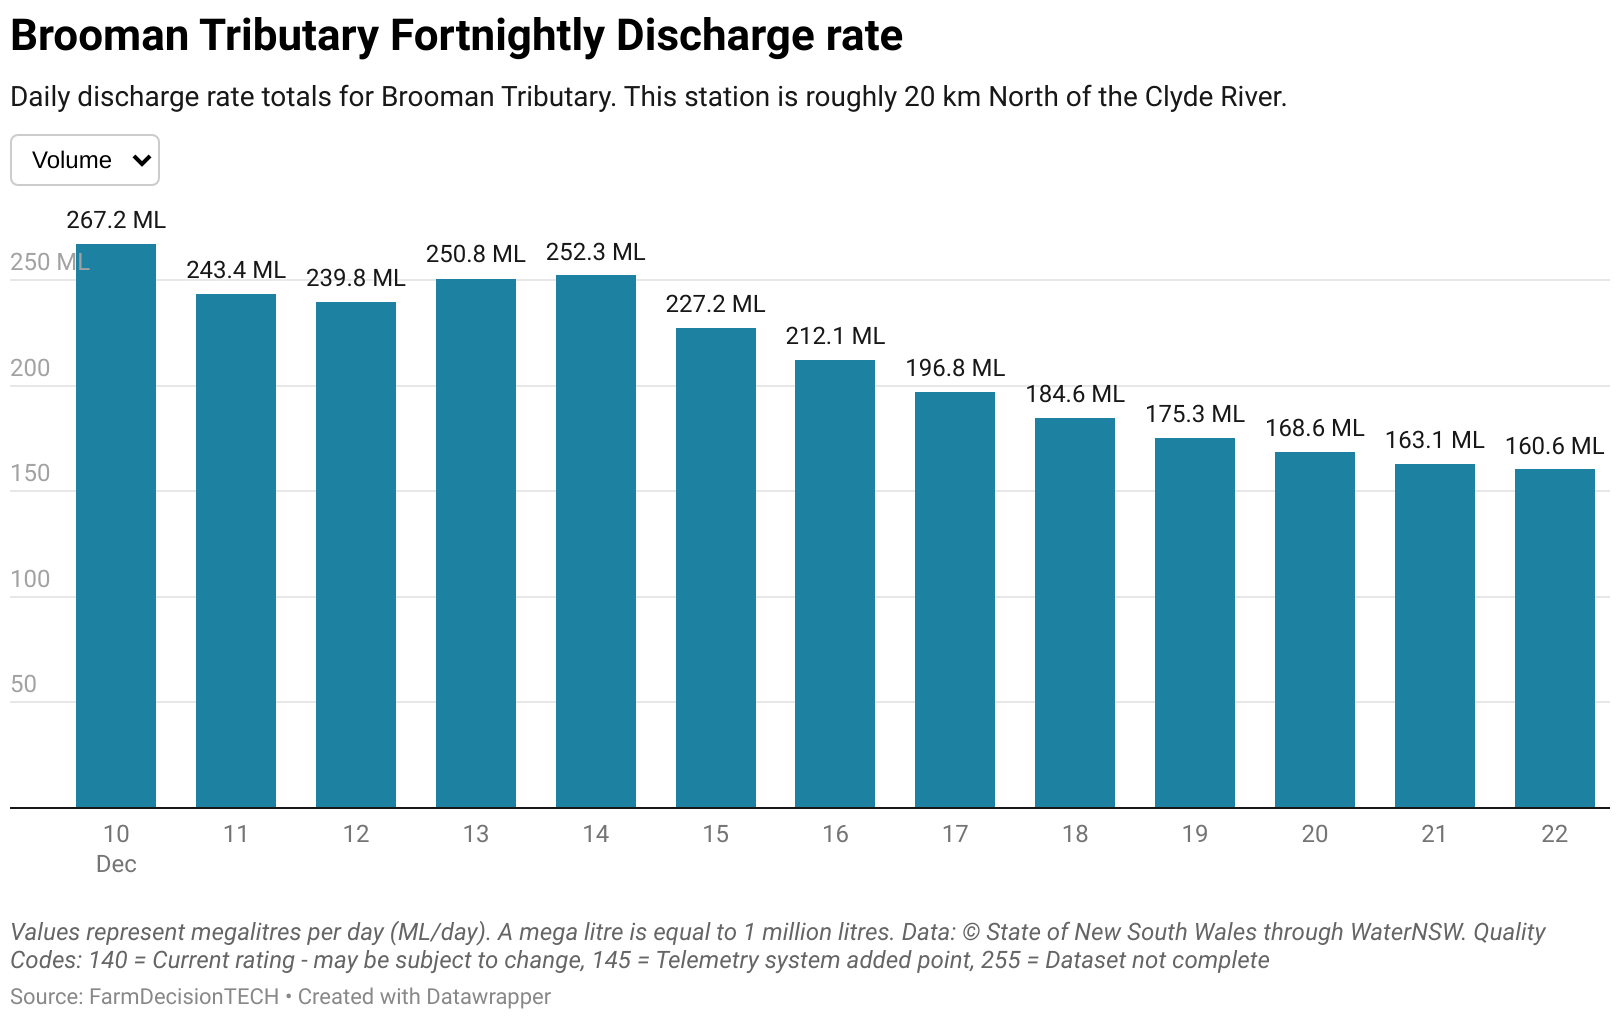 Brooman Tributary Fortnightly Discharge rate
Daily discharge rate totals for Brooman Tributary. This station is roughly 20 km North of the Clyde River.
Volume
267.2 ML
243.4 ML
239.8 ML
250.8 ML
252.3 ML
227.2 ML
212.1 ML
196.8 ML
184.6 ML
175.3 ML
168.6 ML
163.1 ML
160.6 ML
250 ML
200
150
100
50
10 11 12 13 14 15 16 17 18 19 20 21 22
Dec
Values represent megalitres per day (ML/day). A mega litre is equal to 1 million litres. Data: © State of New South Wales through WaterNSW. Quality
Codes: 140 = Current rating - may be subject to change, 145 = Telemetry system added point, 255 = Dataset not complete
Source: FarmDecisionTECH • Created with Datawrapper